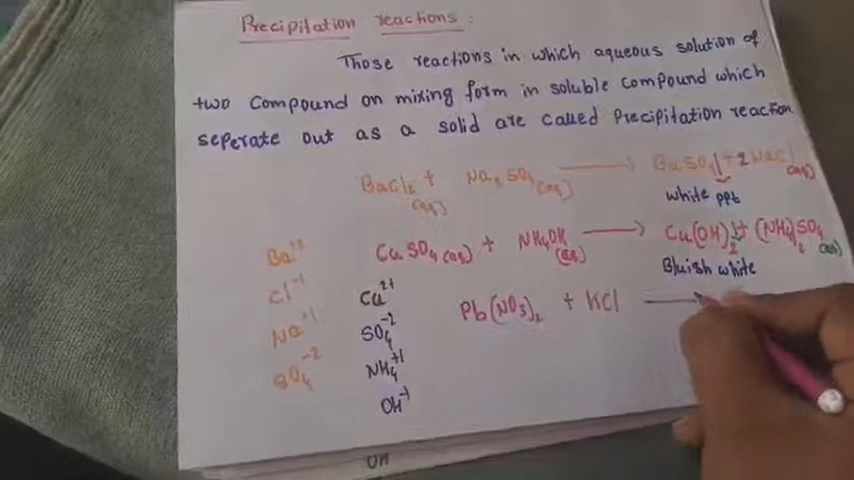 Precipitation reactions :
Those reactions in which aqueous solution of
two compound on mixing form in soluble compound which
seperate out as a solid are called precipitation reaction
BaCl₂ (aq) + Na₂SO₄ (aq) → BaSO₄↓ + 2NaCl (aq)
white ppt
CuSO₄ (aq) + NH₄OH (aq) → Cu(OH)₂↓ + (NH₄)₂SO₄ (aq)
Bluish white
Pb(NO₃)₂ + KCl →
Ba⁺²
Cl⁻¹
Na⁺¹
SO₄⁻²
Cu²⁺
SO₄⁻²
NH₄⁺¹
OH⁻¹
OH